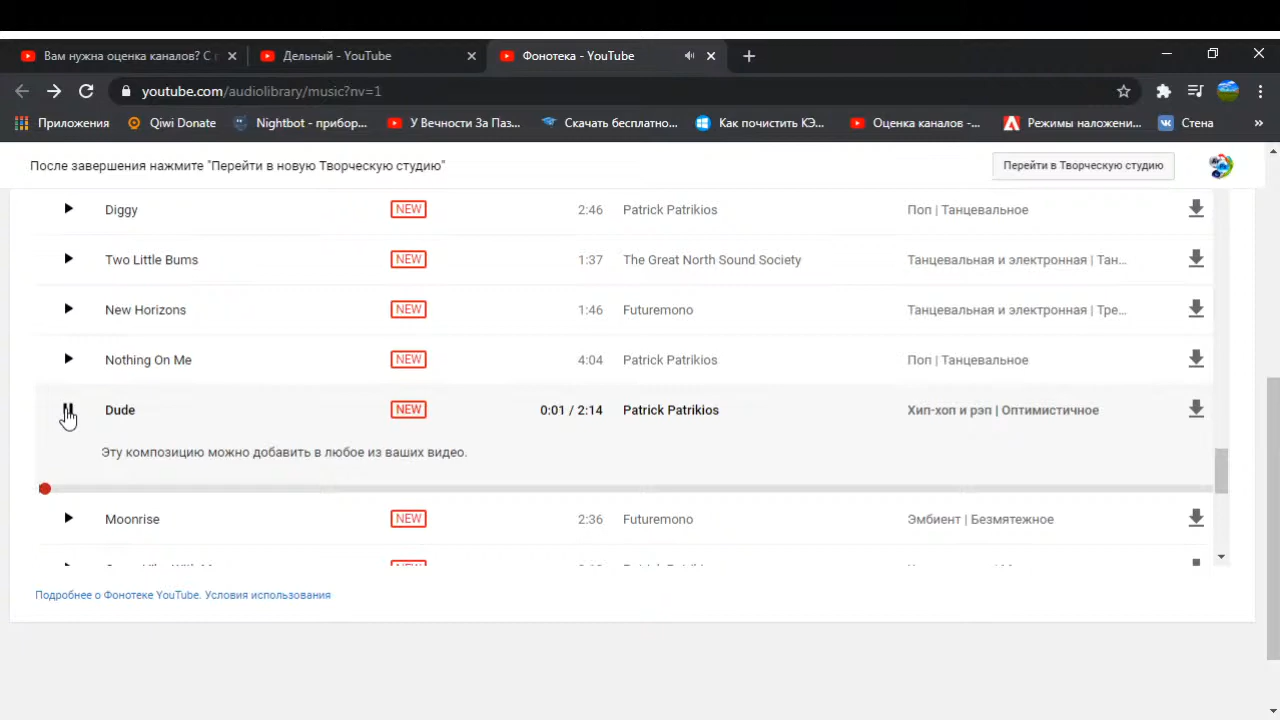 Вам нужна оценка каналов? С
Дельный - YouTube
Фонотека - YouTube
youtube.com/audiolibrary/music?nv=1
Приложения
Qiwi Donate
Nightbot - прибор...
У Вечности За Паз...
Скачать бесплатно...
Как почистить КЭ...
Оценка каналов -...
Режимы наложени...
Стена
»
После завершения нажмите "Перейти в новую Творческую студию"
Перейти в Творческую студию
Diggy NEW 2:46 Patrick Patrikios Поп | Танцевальное
Two Little Bums NEW 1:37 The Great North Sound Society Танцевальная и электронная | Тан...
New Horizons NEW 1:46 Futuremono Танцевальная и электронная | Тре...
Nothing On Me NEW 4:04 Patrick Patrikios Поп | Танцевальное
Dude NEW 0:01 / 2:14 Patrick Patrikios Хип-хоп и рэп | Оптимистичное
Эту композицию можно добавить в любое из ваших видео.
Moonrise NEW 2:36 Futuremono Эмбиент | Безмятежное
Подробнее о Фонотеке YouTube. Условия использования